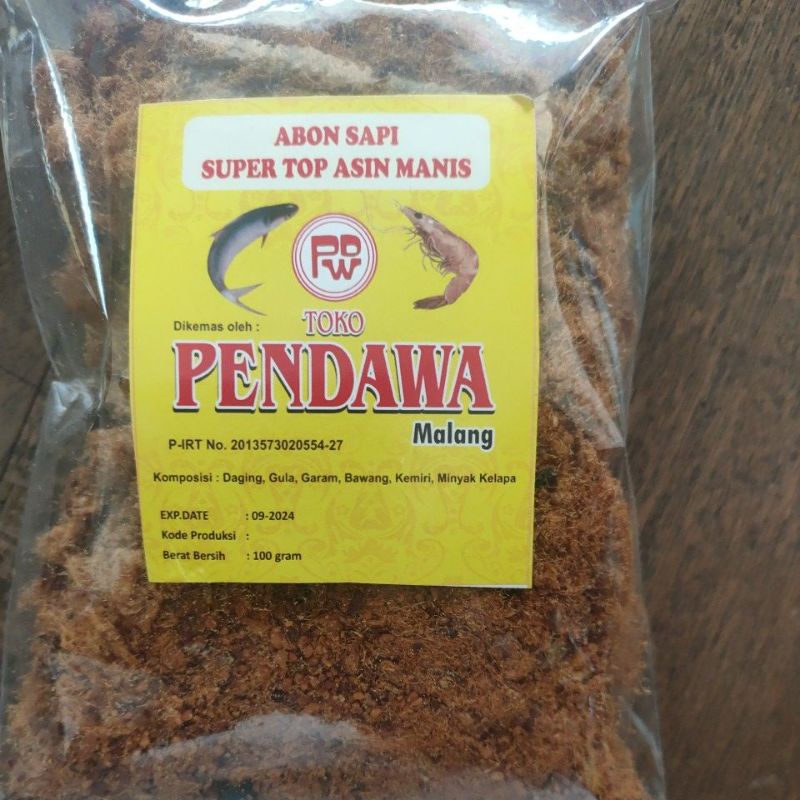 ABON SAPI
SUPER TOP ASIN MANIS
PDW
Dikemas oleh :
TOKO
PENDAWA
Malang
P-IRT No. 2013573020554-27
Komposisi : Daging, Gula, Garam, Bawang, Kemiri, Minyak Kelapa
EXP.DATE : 09-2024
Kode Produksi :
Berat Bersih : 100 gram